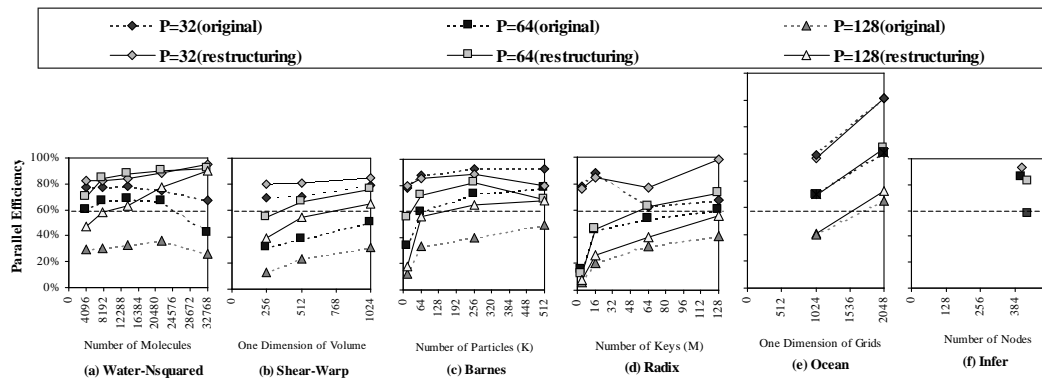 P=32(original) P=64(original) P=128(original)
P=32(restructuring) P=64(restructuring) P=128(restructuring)
Parallel Efficiency
100%
80%
60%
40%
20%
0%
0 4096 8192 12288 16384 20480 24576 28672 32768
Number of Molecules
(a) Water-Nsquared
0 256 512 768 1024
One Dimension of Volume
(b) Shear-Warp
0 64 128 192 256 320 384 448 512
Number of Particles (K)
(c) Barnes
0 16 32 48 64 80 96 112 128
Number of Keys (M)
(d) Radix
0 512 1024 1536 2048
One Dimension of Grids
(e) Ocean
0 128 256 384
Number of Nodes
(f) Infer